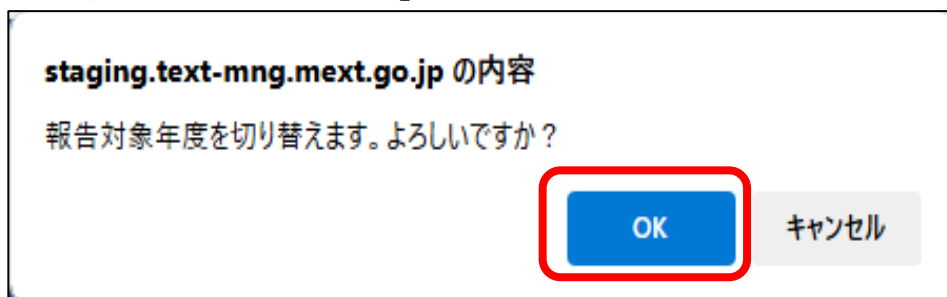 staging.text-mng.mext.go.jp の内容
報告対象年度を切り替えます。よろしいですか？
OK キャンセル